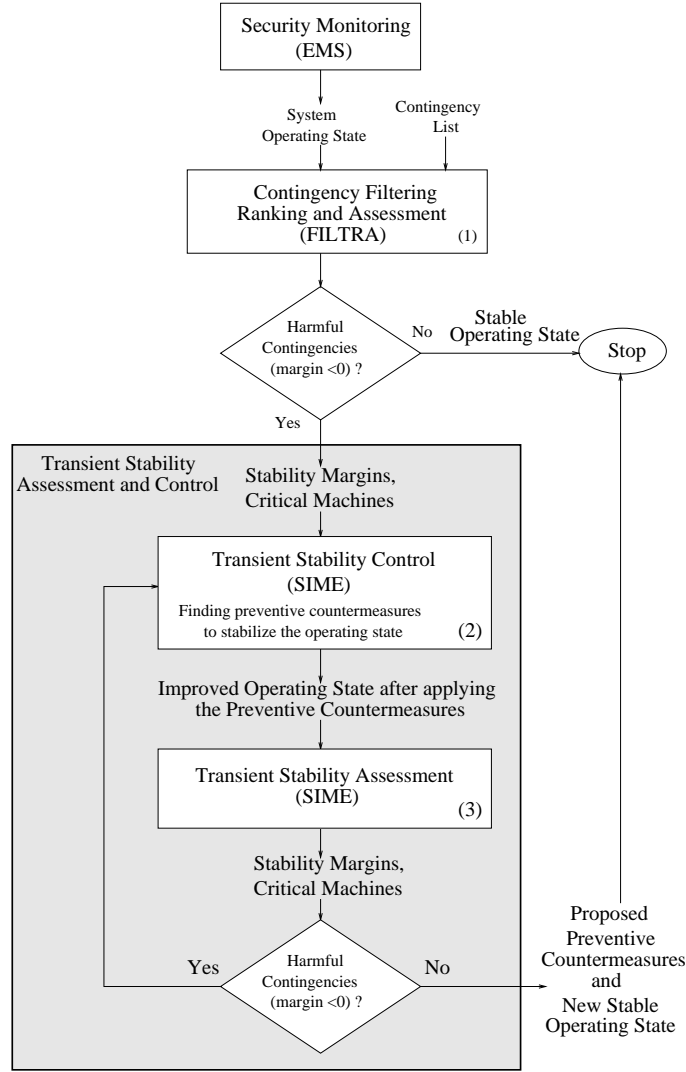 Security Monitoring
(EMS)
System
Operating State
Contingency
List
Contingency Filtering
Ranking and Assessment
(FILTRA)
(1)
Harmful
Contingencies
(margin <0) ?
No
Stable
Operating State
Stop
Yes
Transient Stability
Assessment and Control
Stability Margins,
Critical Machines
Transient Stability Control
(SIME)
Finding preventive countermeasures
to stabilize the operating state
(2)
Improved Operating State after applying
the Preventive Countermeasures
Transient Stability Assessment
(SIME)
(3)
Stability Margins,
Critical Machines
Harmful
Contingencies
(margin <0) ?
Yes
No
Proposed
Preventive
Countermeasures
and
New Stable
Operating State